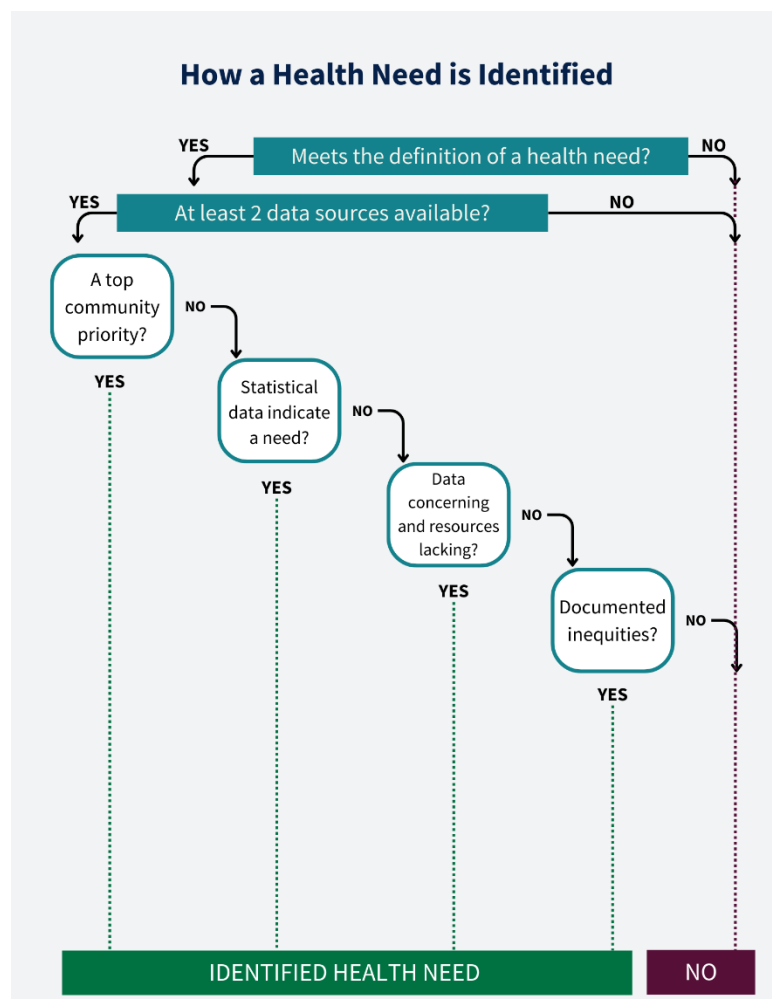 How a Health Need is Identified
YES
Meets the definition of a health need?
NO
YES
At least 2 data sources available?
NO
A top
community
priority?
NO
YES
Statistical
data indicate
a need?
NO
YES
Data
concerning
and resources
lacking?
NO
YES
Documented
inequities?
NO
YES
IDENTIFIED HEALTH NEED
NO